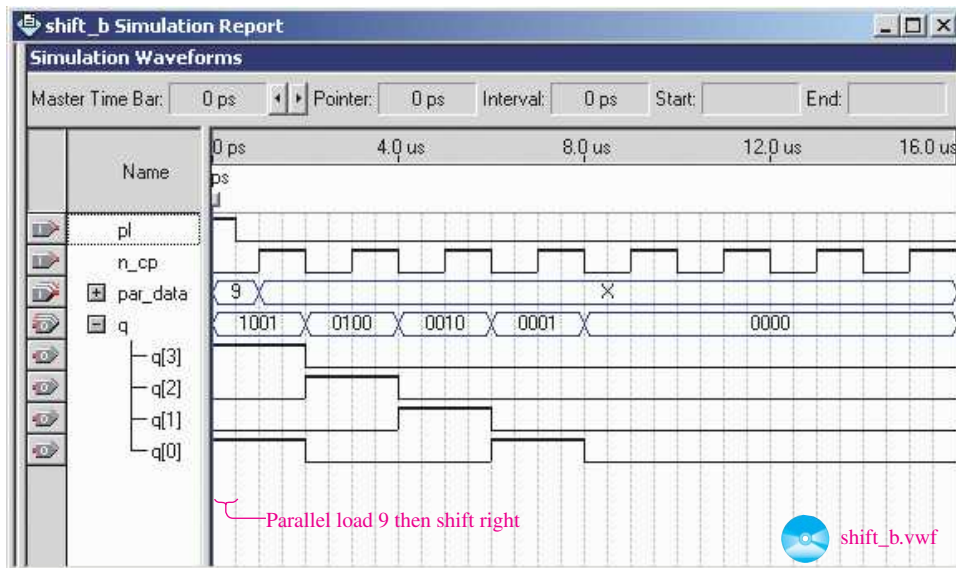 shift_b Simulation Report
Simulation Waveforms
Master Time Bar: 0 ps Pointer: 0 ps Interval: 0 ps Start: End:
Name
0 ps 4.0 us 8.0 us 12.0 us 16.0 us
ps
pl
n_cp
par_data 9 X
q 1001 0100 0010 0001 0000
q[3]
q[2]
q[1]
q[0]
Parallel load 9 then shift right
shift_b.vwf